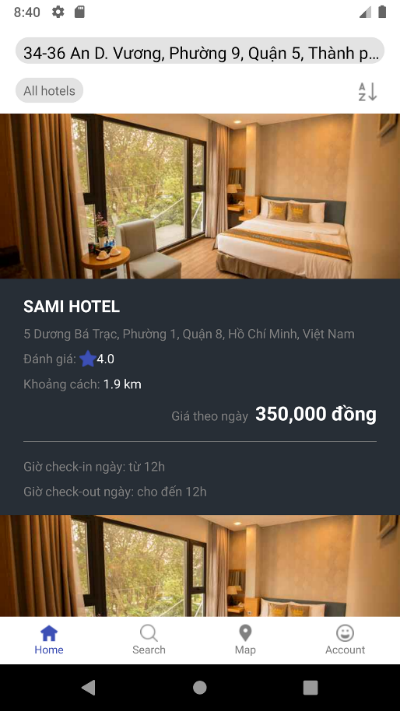 8:40
34-36 An D. Vương, Phường 9, Quận 5, Thành p...
All hotels
A
Z
SAMI HOTEL
5 Dương Bá Trạc, Phường 1, Quận 8, Hồ Chí Minh, Việt Nam
Đánh giá: 4.0
Khoảng cách: 1.9 km
Giá theo ngày 350,000 đồng
Giờ check-in ngày: từ 12h
Giờ check-out ngày: cho đến 12h
Home Search Map Account